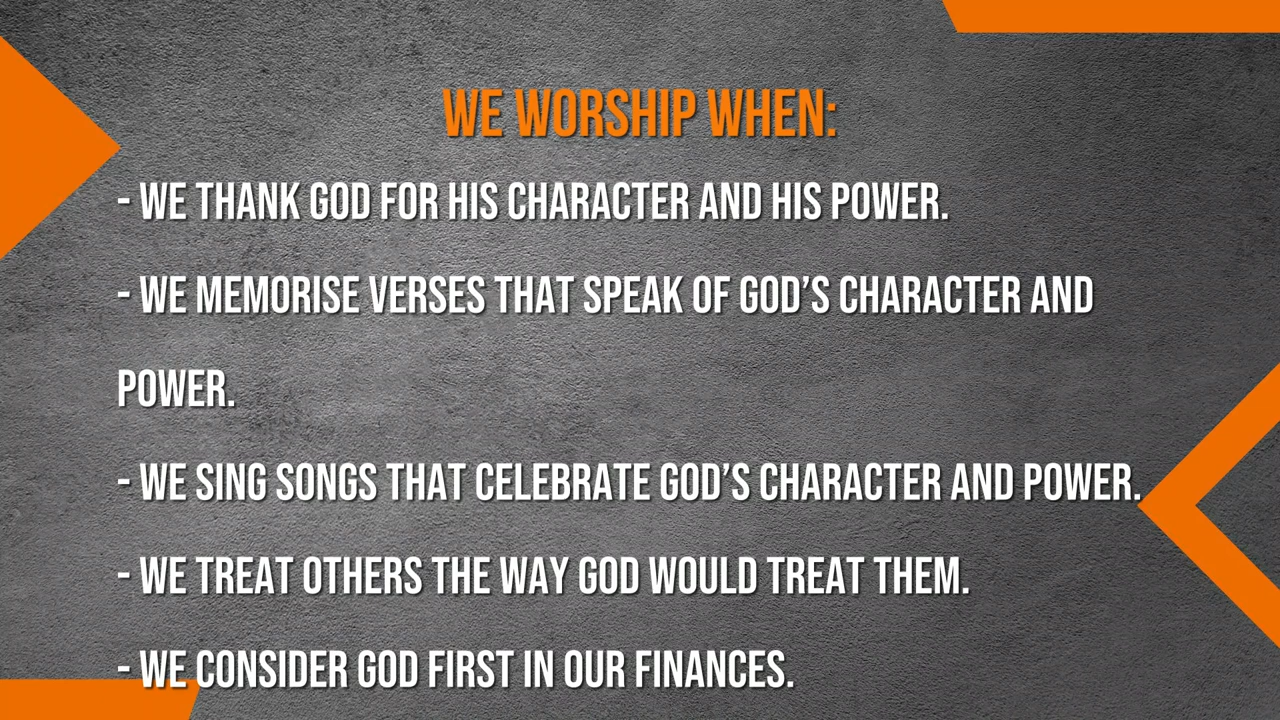 WE WORSHIP WHEN:
- WE THANK GOD FOR HIS CHARACTER AND HIS POWER.
- WE MEMORISE VERSES THAT SPEAK OF GOD’S CHARACTER AND
POWER.
- WE SING SONGS THAT CELEBRATE GOD’S CHARACTER AND POWER.
- WE TREAT OTHERS THE WAY GOD WOULD TREAT THEM.
- WE CONSIDER GOD FIRST IN OUR FINANCES.